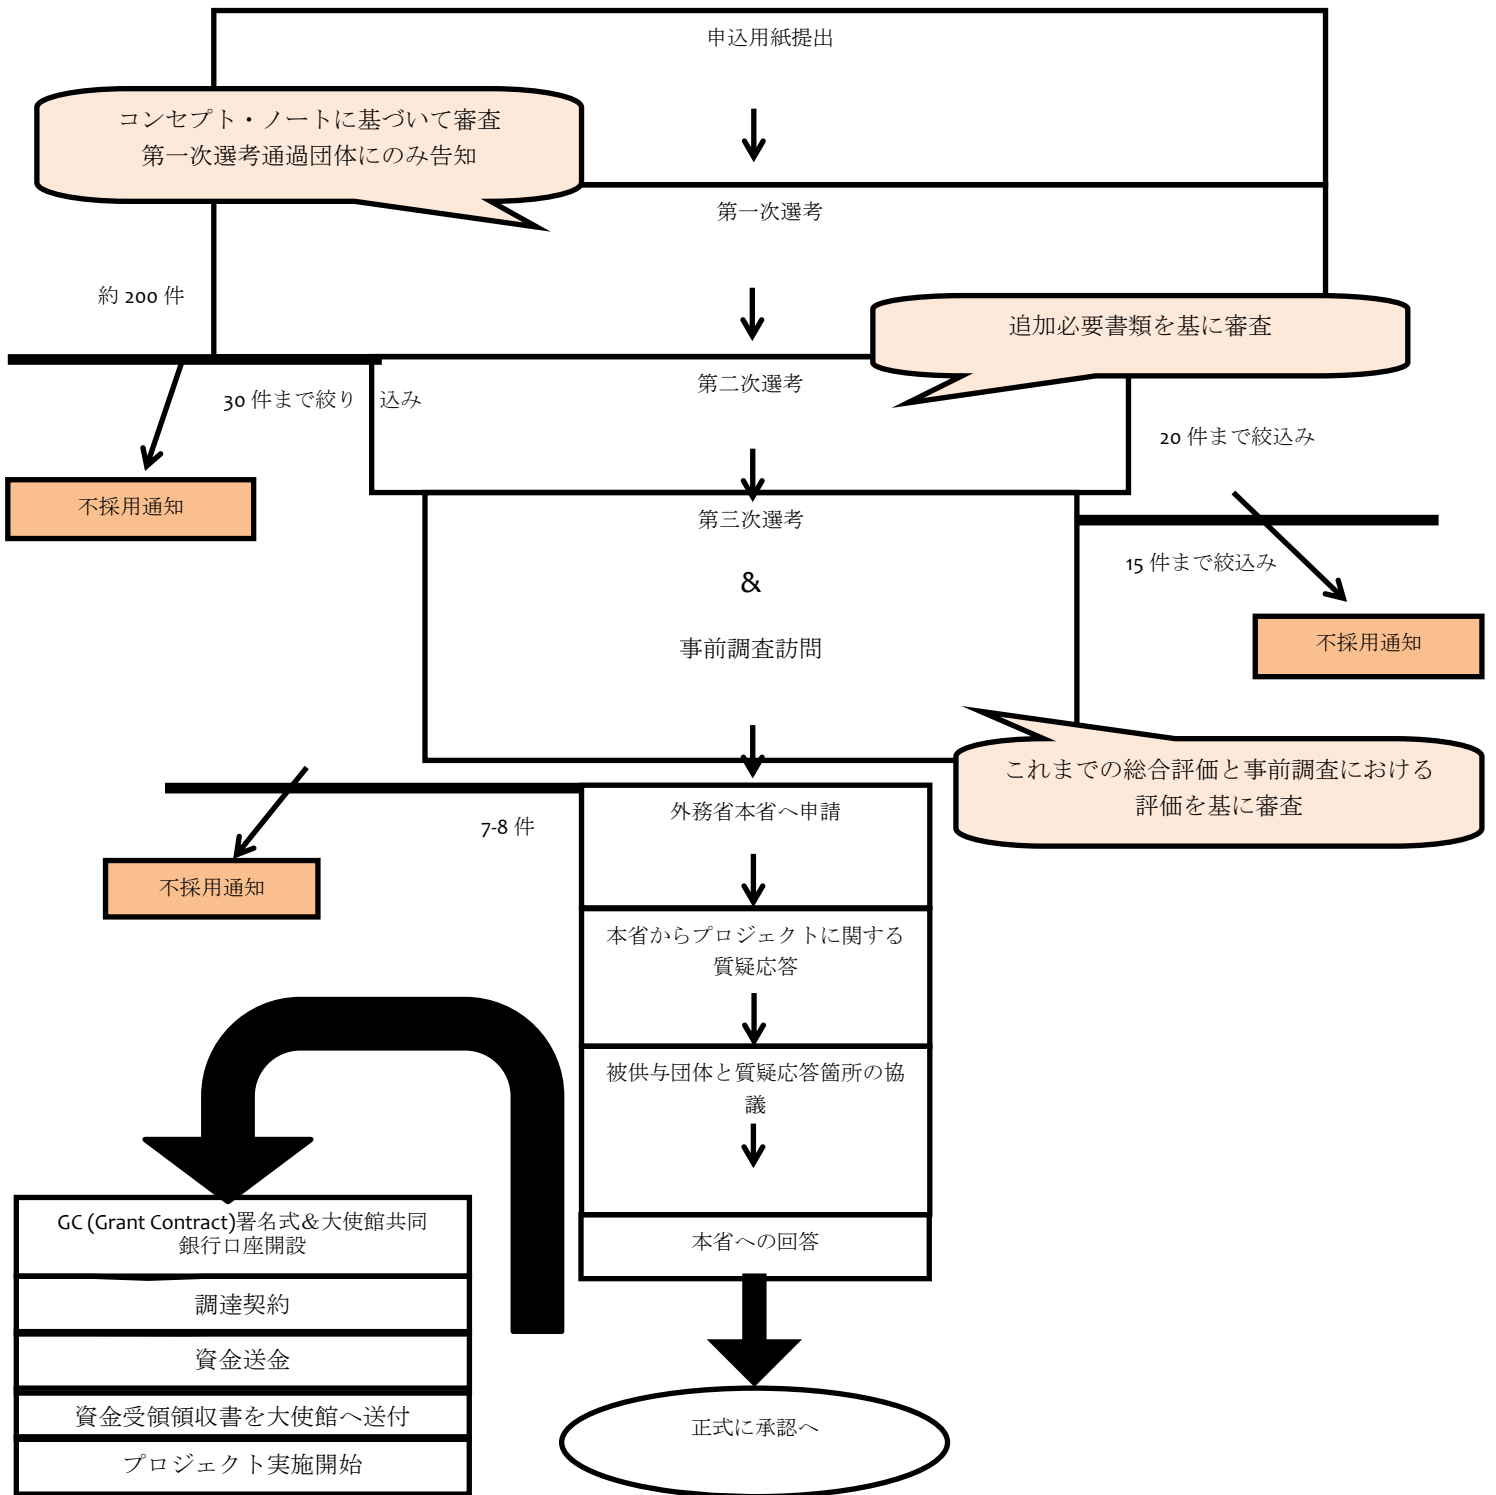 申込用紙提出
コンセプト・ノートに基づいて審査
第一次選考通過団体にのみ告知
第一次選考
約 200 件
追加必要書類を基に審査
第二次選考
30 件まで絞り込み
20 件まで絞込み
不採用通知
第三次選考
&
事前調査訪問
15 件まで絞込み
不採用通知
これまでの総合評価と事前調査における
評価を基に審査
外務省本省へ申請
7-8 件
不採用通知
本省からプロジェクトに関する
質疑応答
被供与団体と質疑応答箇所の協
議
本省への回答
GC (Grant Contract)署名式&大使館共同
銀行口座開設
調達契約
資金送金
資金受領領収書を大使館へ送付
プロジェクト実施開始
正式に承認へ